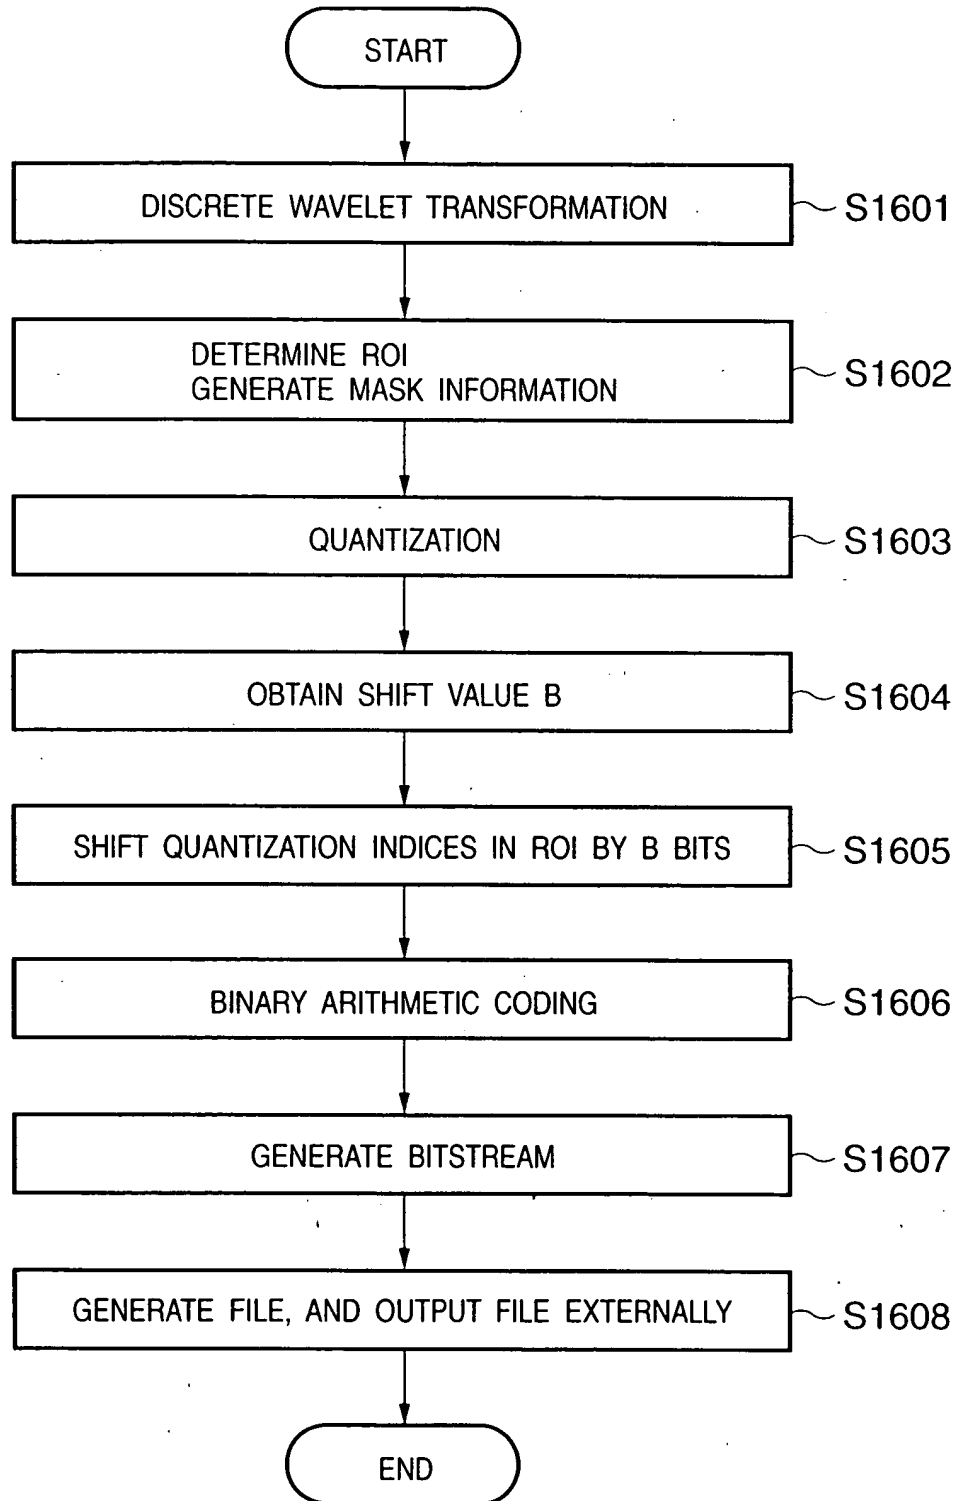 START
DISCRETE WAVELET TRANSFORMATION
S1601
DETERMINE ROI
GENERATE MASK INFORMATION
S1602
QUANTIZATION
S1603
OBTAIN SHIFT VALUE B
S1604
SHIFT QUANTIZATION INDICES IN ROI BY B BITS
S1605
BINARY ARITHMETIC CODING
S1606
GENERATE BITSTREAM
S1607
GENERATE FILE, AND OUTPUT FILE EXTERNALLY
S1608
END